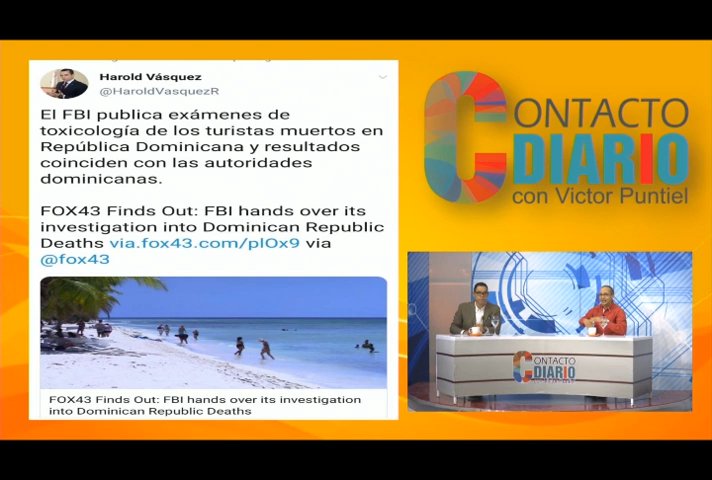 Harold Vásquez
@HaroldVasquezR
El FBI publica exámenes de
toxicología de los turistas muertos en
República Dominicana y resultados
coinciden con las autoridades
dominicanas.
FOX43 Finds Out: FBI hands over its
investigation into Dominican Republic
Deaths via.fox43.com/plOx9 via
@fox43
FOX43 Finds Out: FBI hands over its investigation
into Dominican Republic Deaths
CONTACTO
DIARIO
con Victor Puntiel
CONTACTO
DIARIO